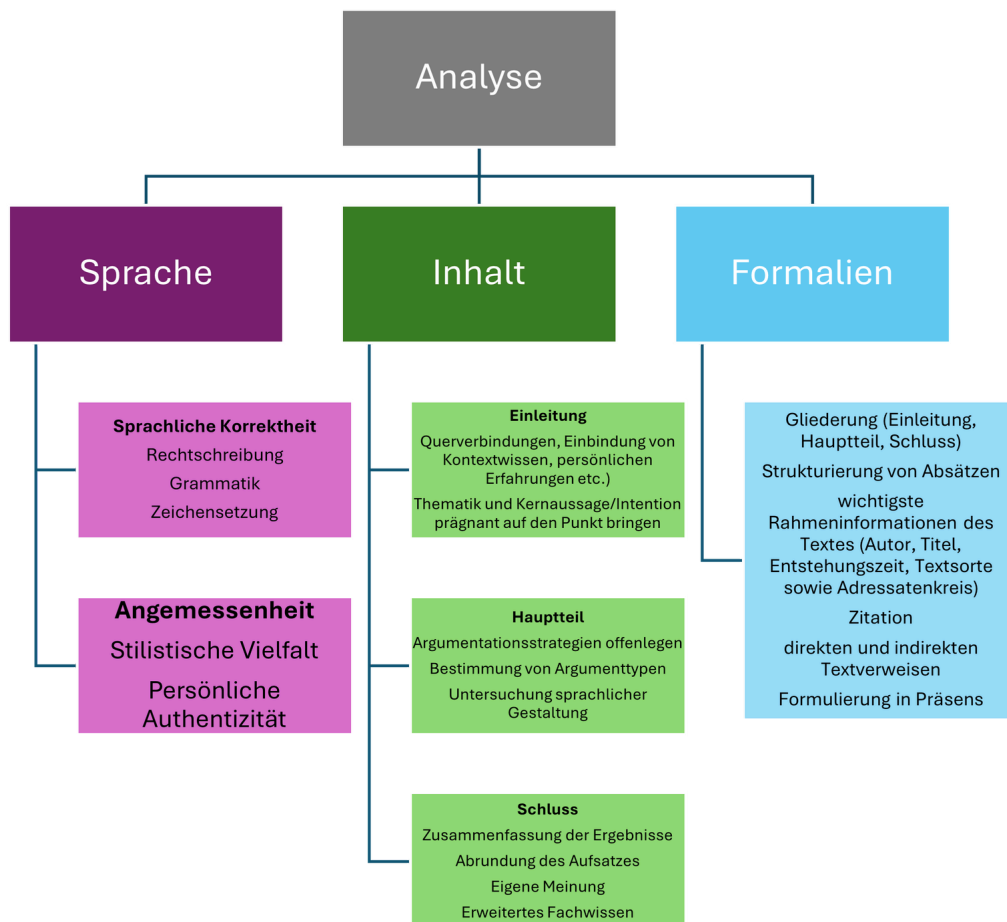 Analyse
Sprache
Inhalt
Formalien
Sprachliche Korrektheit
Rechtschreibung
Grammatik
Zeichensetzung
Angemessenheit
Stilistische Vielfalt
Persönliche
Authentizität
Einleitung
Querverbindungen, Einbindung von
Kontextwissen, persönlichen
Erfahrungen etc.)
Thematik und Kernaussage/Intention
prägnant auf den Punkt bringen
Hauptteil
Argumentationsstrategien offenlegen
Bestimmung von Argumenttypen
Untersuchung sprachlicher
Gestaltung
Schluss
Zusammenfassung der Ergebnisse
Abrundung des Aufsatzes
Eigene Meinung
Erweitertes Fachwissen
Gliederung (Einleitung,
Hauptteil, Schluss)
Strukturierung von Absätzen
wichtigste
Rahmeninformationen des
Textes (Autor, Titel,
Entstehungszeit, Textsorte
sowie Adressatenkreis)
Zitation
direkten und indirekten
Textverweisen
Formulierung in Präsens